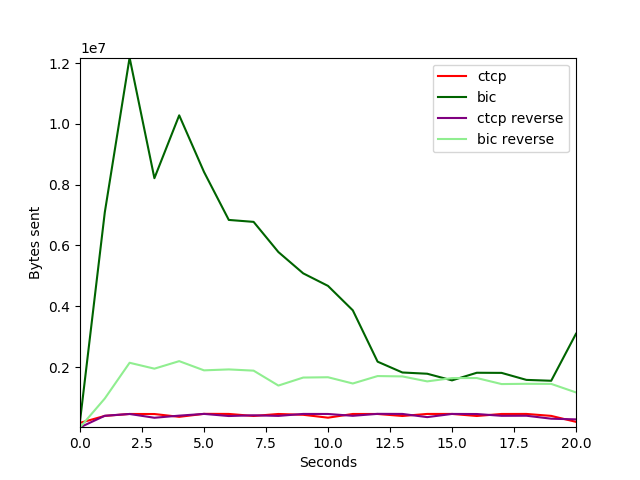 1e7
1.2
1.0
0.8
0.6
0.4
0.2
Bytes sent
0.0 2.5 5.0 7.5 10.0 12.5 15.0 17.5 20.0
Seconds
ctcp
bic
ctcp reverse
bic reverse